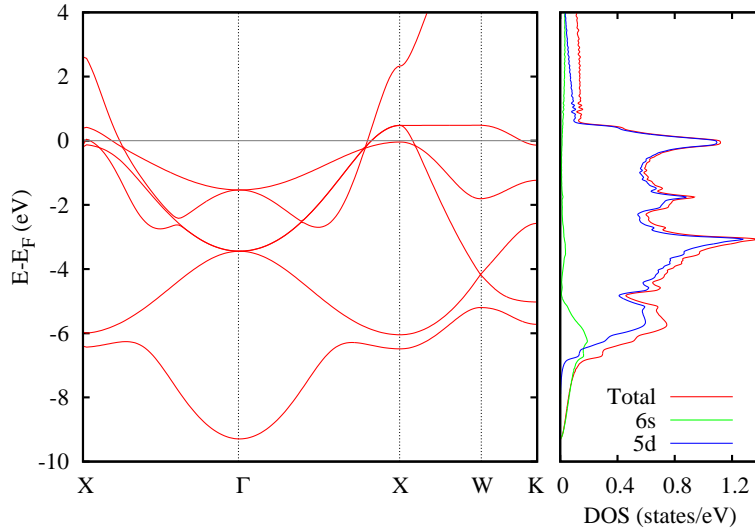 4
2
0
-2
-4
-6
-8
-10
E-E_F (eV)
X Γ X W K
Total
6s
5d
0 0.4 0.8 1.2
DOS (states/eV)